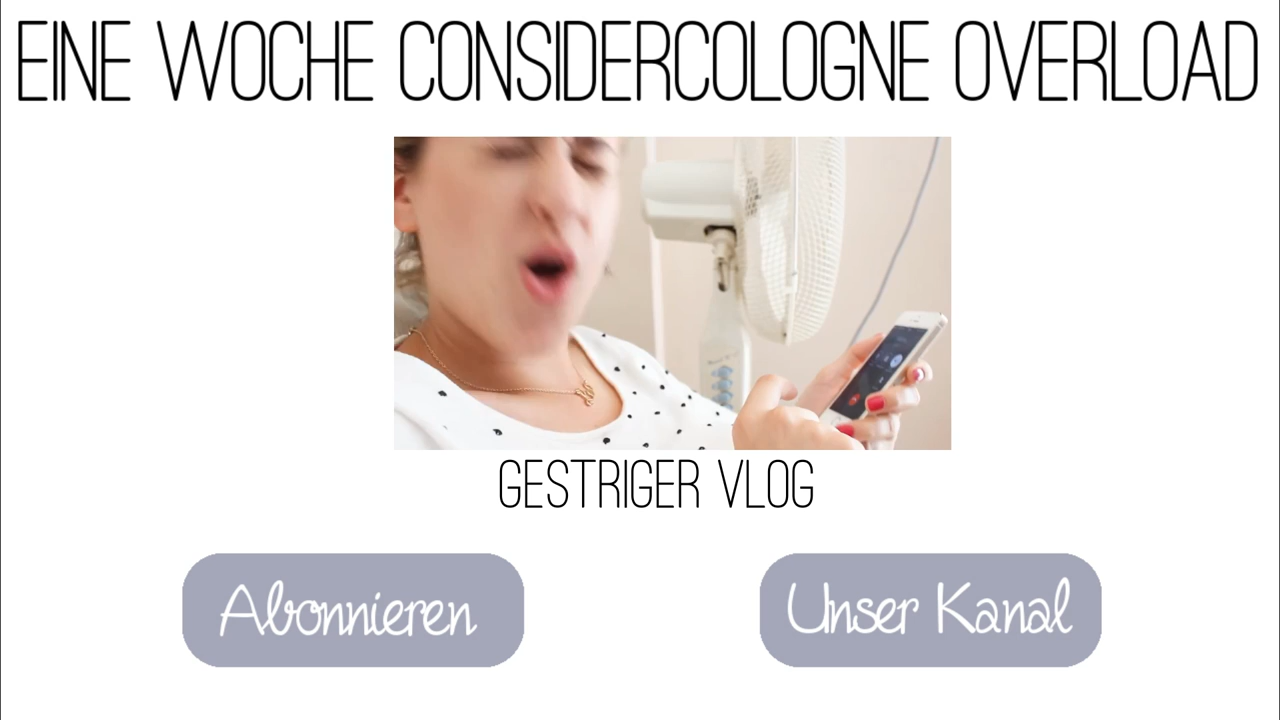 EINE WOCHE CONSIDERCOLOGNE OVERLOAD
GESTRIGER VLOG
Abonnieren
Unser Kanal